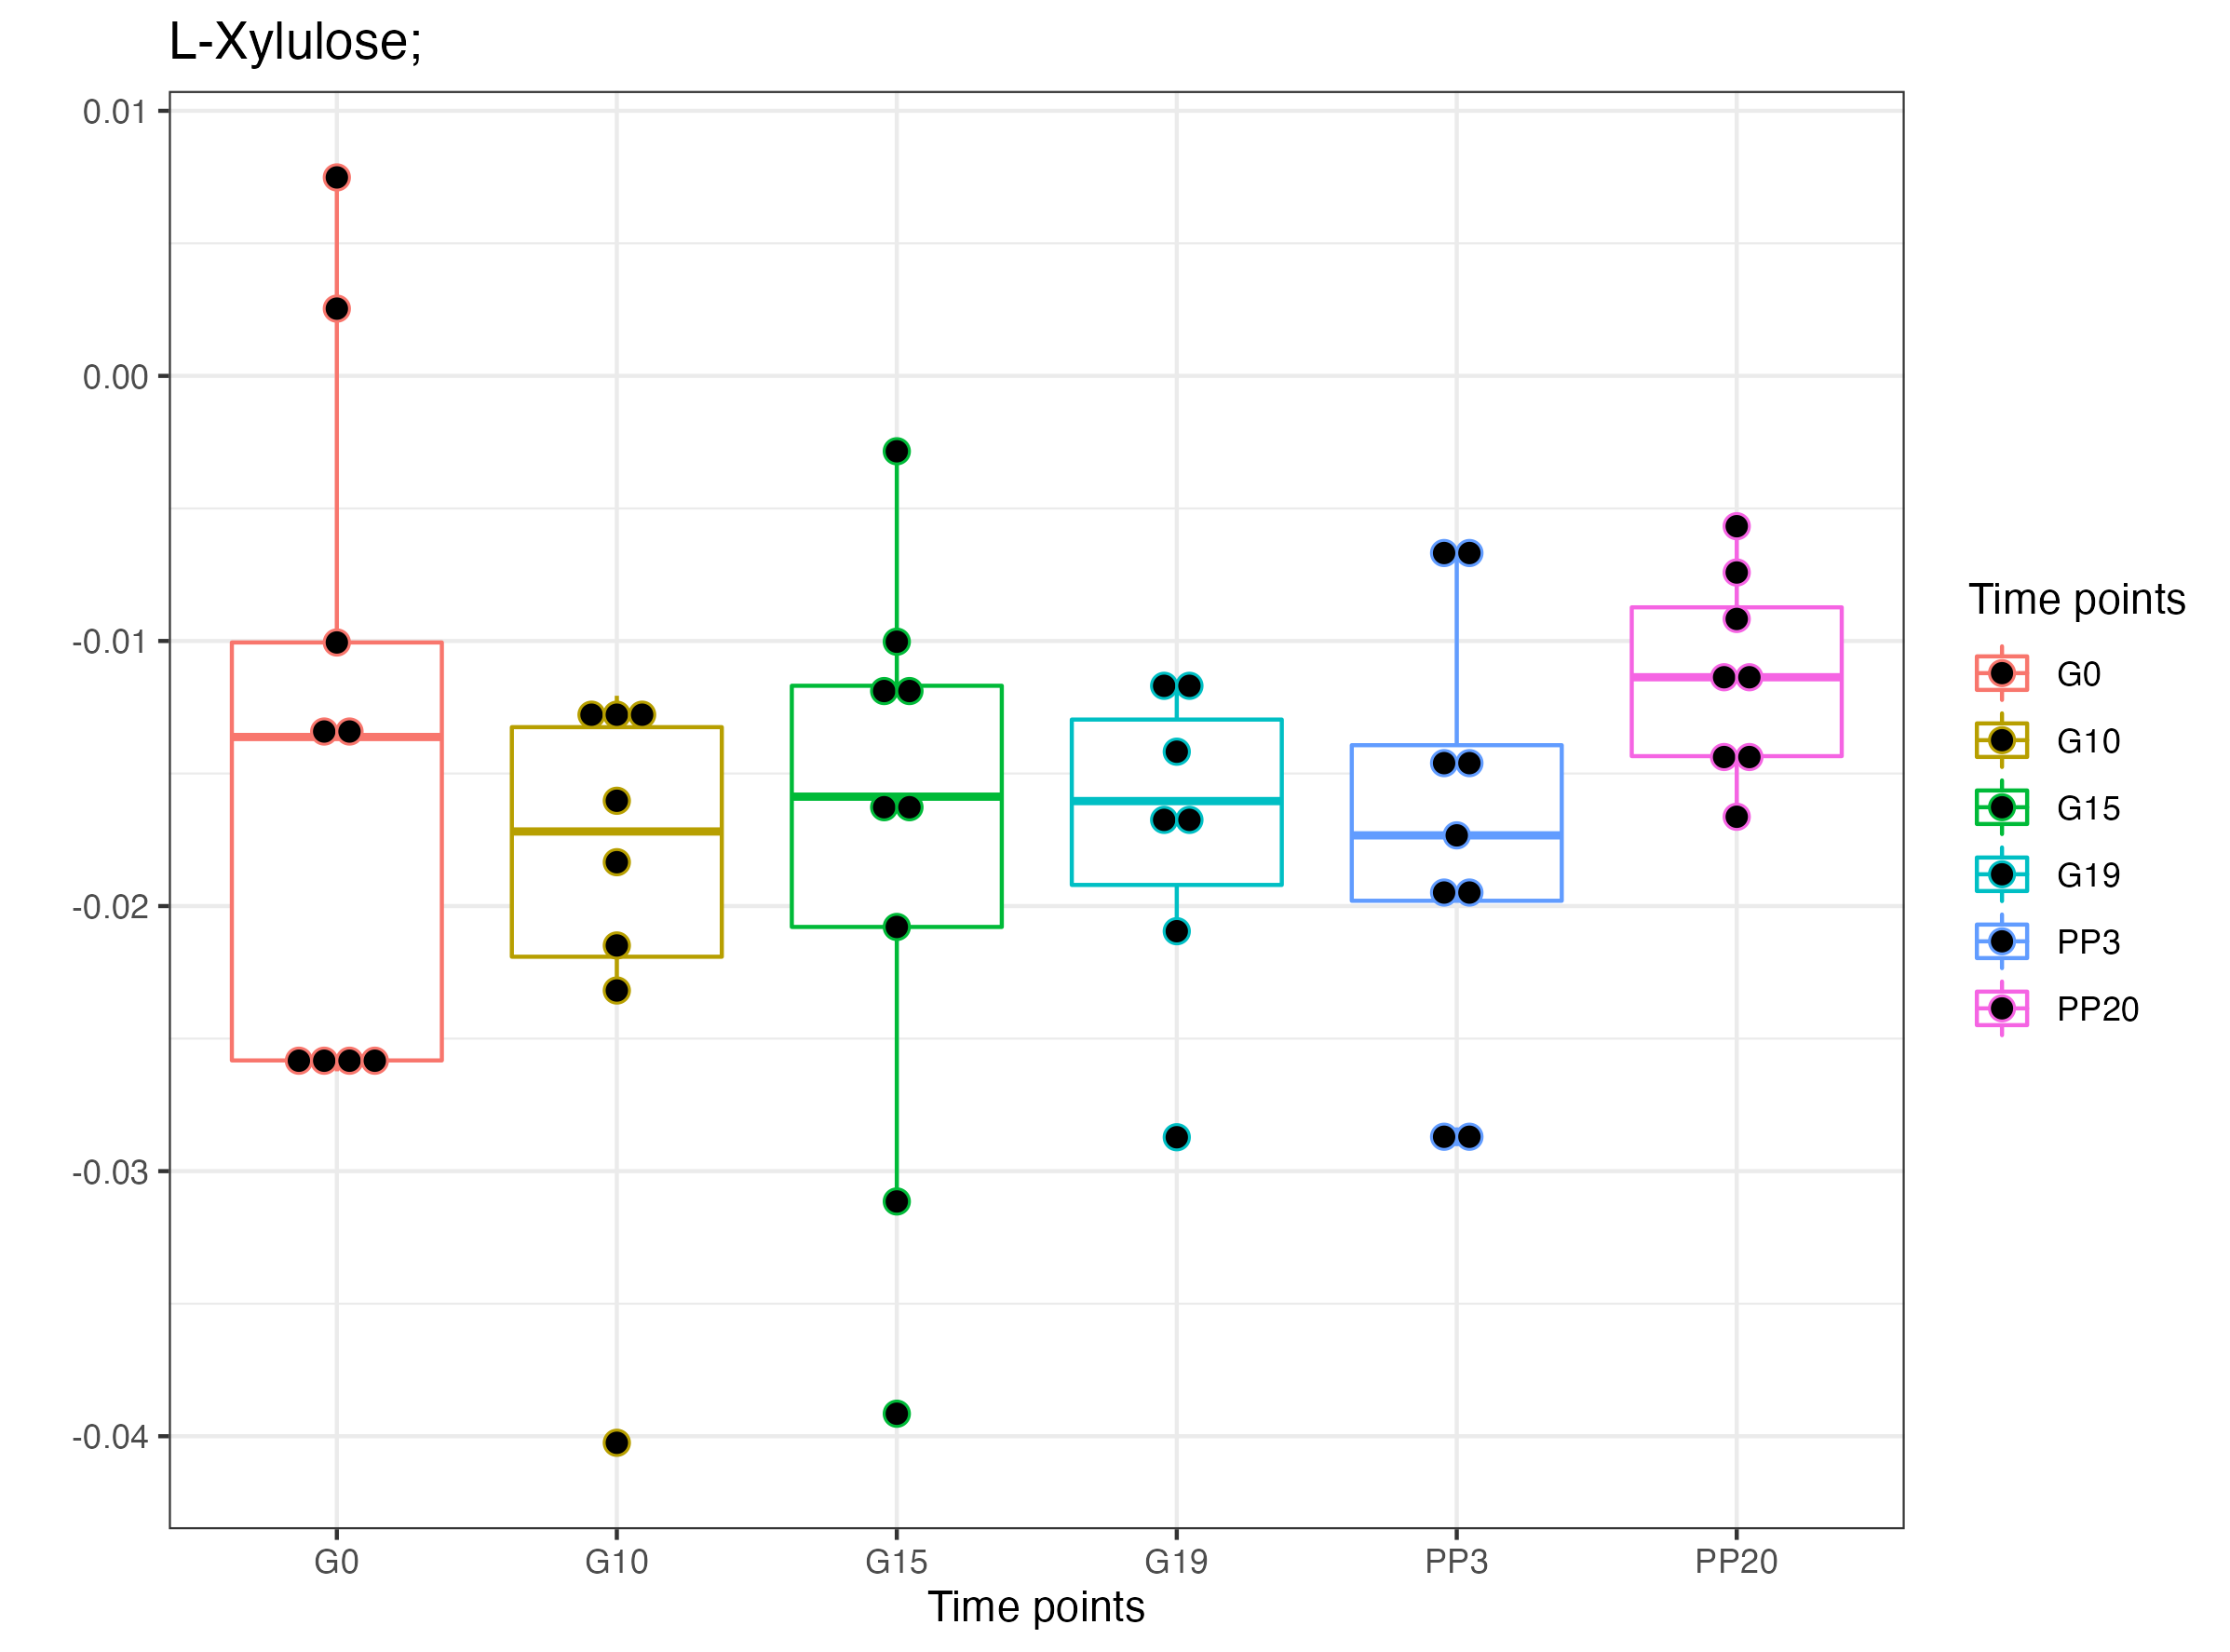 L-Xylulose;
0.01
0.00
-0.01
-0.02
-0.03
-0.04
G0 G10 G15 G19 PP3 PP20
Time points
Time points
G0
G10
G15
G19
PP3
PP20